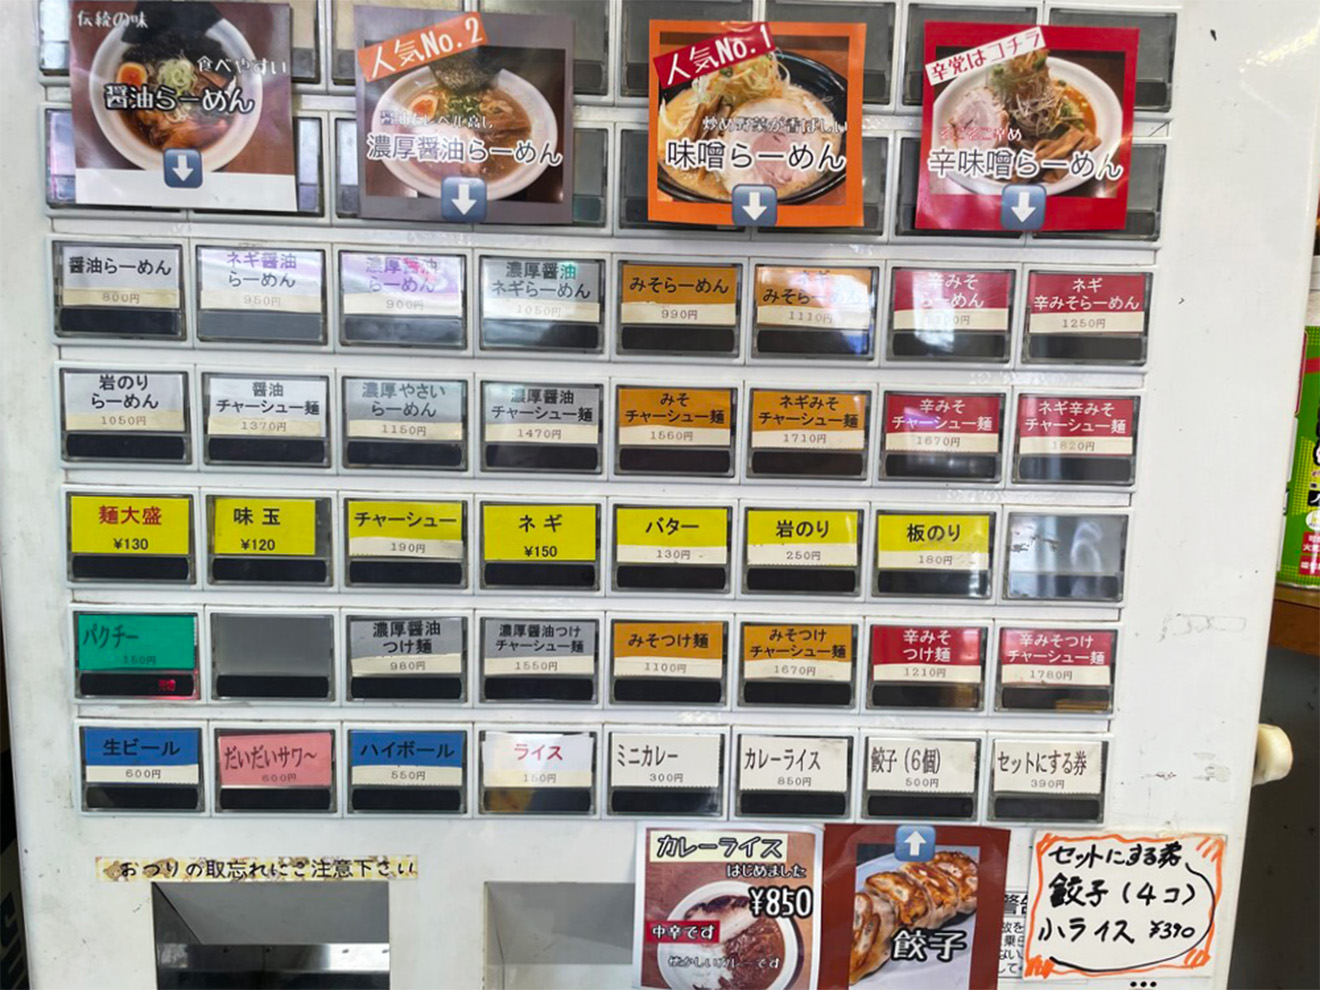 伝統の味
食べやすい
醤油らーめん
人気No.2
濃厚醤油らーめん
人気No.1
炒め野菜が香ばしい
味噌らーめん
辛党はコチラ
辛味噌らーめん
醤油らーめん
800円
ネギ醤油
らーめん
950円
濃厚醤油
らーめん
900円
濃厚醤油
ネギらーめん
1050円
みそらーめん
990円
ネギ
みそらーめん
1110円
辛みそ
らーめん
ネギ
辛みそらーめん
1250円
岩のり
らーめん
1050円
醤油
チャーシュー麺
1370円
濃厚やさい
らーめん
1150円
濃厚醤油
チャーシュー麺
1470円
みそ
チャーシュー麺
1560円
ネギみそ
チャーシュー麺
1710円
辛みそ
チャーシュー麺
1670円
ネギ辛みそ
チャーシュー麺
1820円
麺大盛
¥130
味玉
¥120
チャーシュー
190円
ネギ
¥150
バター
130円
岩のり
250円
板のり
180円
パクチー
150円
濃厚醤油
つけ麺
980円
濃厚醤油つけ
チャーシュー麺
1550円
みそつけ麺
1100円
みそつけ
チャーシュー麺
1670円
辛みそ
つけ麺
1210円
辛みそつけ
チャーシュー麺
1780円
生ビール
600円
だいだいサワ～
600円
ハイボール
550円
ライス
150円
ミニカレー
300円
カレーライス
850円
餃子（6個）
500円
セットにする券
390円
おつりの取忘れにご注意下さい
カレーライス
はじめました
¥850
中辛です
懐かしいカレーです
餃子
セットにする券
餃子（4コ）
小ライス ¥390